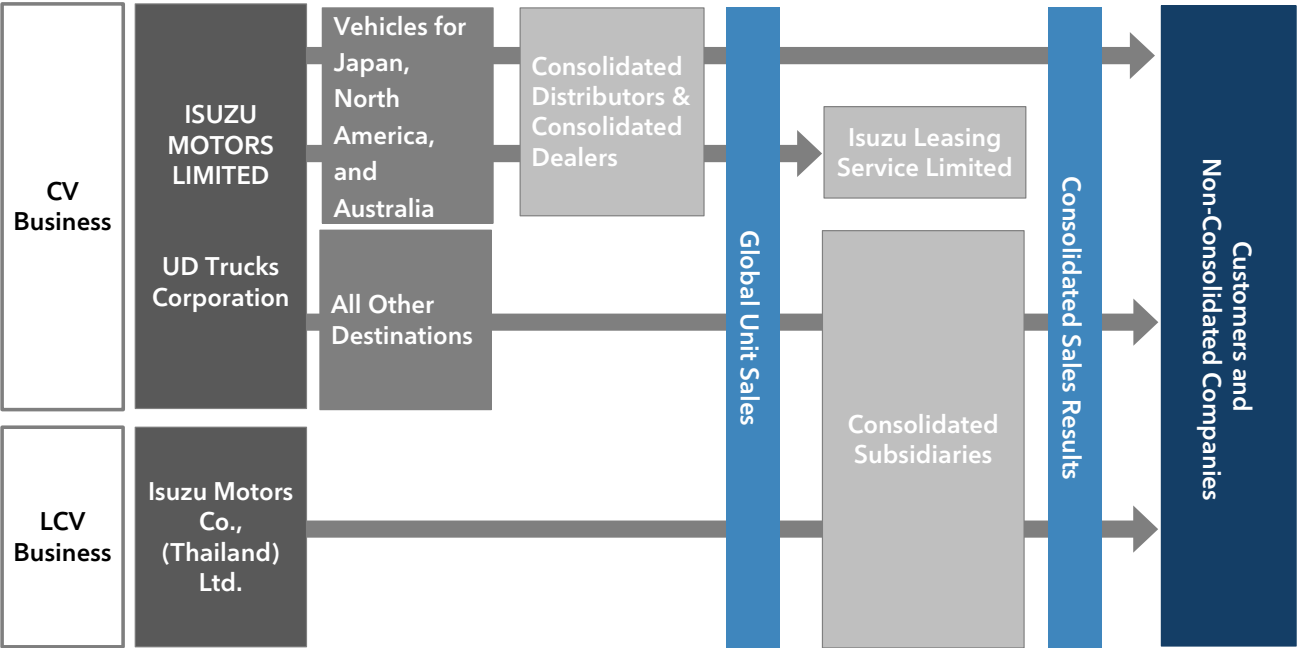 CV
Business
ISUZU
MOTORS
LIMITED
UD Trucks
Corporation
Vehicles for
Japan,
North
America,
and
Australia
All Other
Destinations
Consolidated
Distributors &
Consolidated
Dealers
Global Unit Sales
Isuzu Leasing
Service Limited
Consolidated
Subsidiaries
Consolidated Sales Results
Customers and
Non-Consolidated Companies
LCV
Business
Isuzu Motors
Co.,
(Thailand)
Ltd.